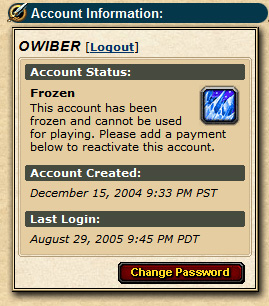 Account Information:
OWIBER [Logout]
Account Status:
Frozen
This account has been
frozen and cannot be used
for playing. Please add a payment
below to reactivate this account.
Account Created:
December 15, 2004 9:33 PM PST
Last Login:
August 29, 2005 9:45 PM PDT
Change Password